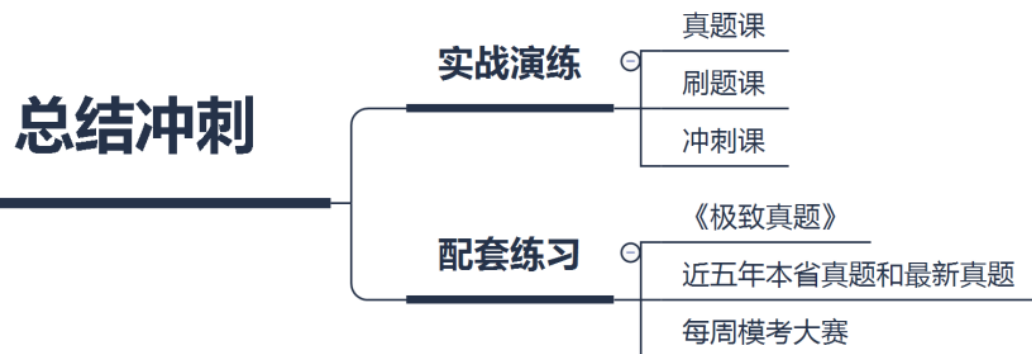 总结冲刺
实战演练
真题课
刷题课
冲刺课
配套练习
《极致真题》
近五年本省真题和最新真题
每周模考大赛